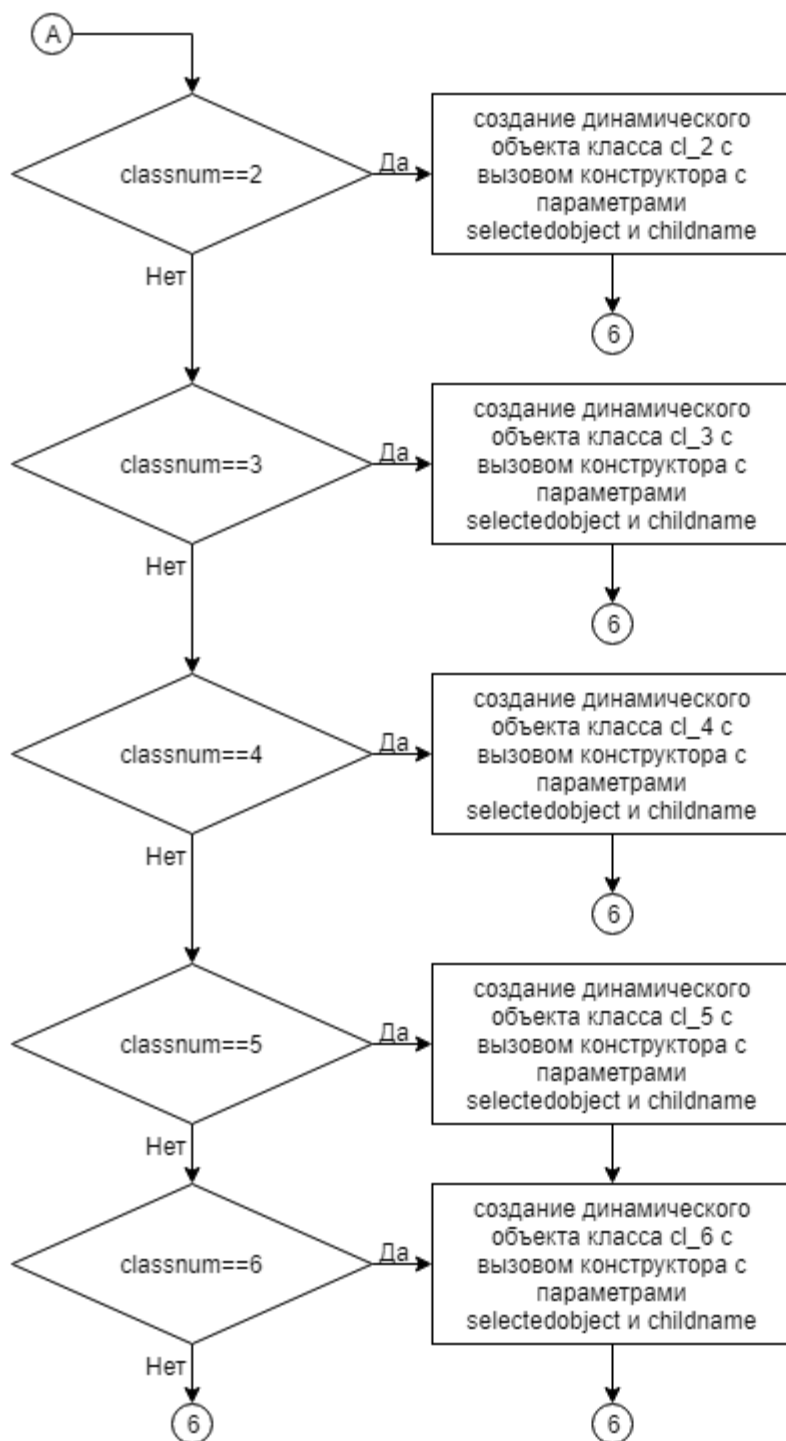 A
classnum==2
Да
создание динамического
объекта класса cl_2 с
вызовом конструктора с
параметрами
selectedobject и childname
Нет
6
classnum==3
Да
создание динамического
объекта класса cl_3 с
вызовом конструктора с
параметрами
selectedobject и childname
Нет
6
classnum==4
Да
создание динамического
объекта класса cl_4 с
вызовом конструктора с
параметрами
selectedobject и childname
Нет
6
classnum==5
Да
создание динамического
объекта класса cl_5 с
вызовом конструктора с
параметрами
selectedobject и childname
Нет
classnum==6
Да
создание динамического
объекта класса cl_6 с
вызовом конструктора с
параметрами
selectedobject и childname
Нет
6
6